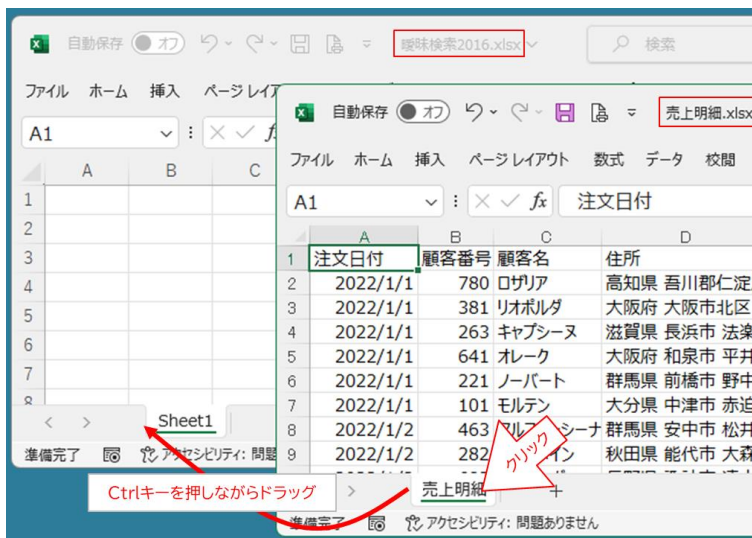 自動保存 オフ 曖昧検索2016.xlsx 検索
ファイル ホーム 挿入 ページ レイア
A1
A B C
1
2
3
4
5
6
7
8
Sheet1
準備完了 アクセシビリティ: 問題
自動保存 オフ 売上明細.xlsx
ファイル ホーム 挿入 ページ レイアウト 数式 データ 校閲
A1 fx 注文日付
A B C D
1 注文日付 顧客番号 顧客名 住所
2 2022/1/1 780 ロザリア 高知県 吾川郡仁淀
3 2022/1/1 381 リオボルダ 大阪府 大阪市北区
4 2022/1/1 263 キャプシーヌ 滋賀県 長浜市 法楽
5 2022/1/1 641 オレーク 大阪府 和泉市 平井
6 2022/1/1 221 ノーバート 群馬県 前橋市 野中
7 2022/1/1 101 モルテン 大分県 中津市 赤迫
8 2022/1/2 463 シーナ 群馬県 安中市 松井
9 2022/1/2 282 イン 秋田県 能代市 大森
クリック
Ctrlキーを押しながらドラッグ
売上明細
準備完了 アクセシビリティ: 問題ありません